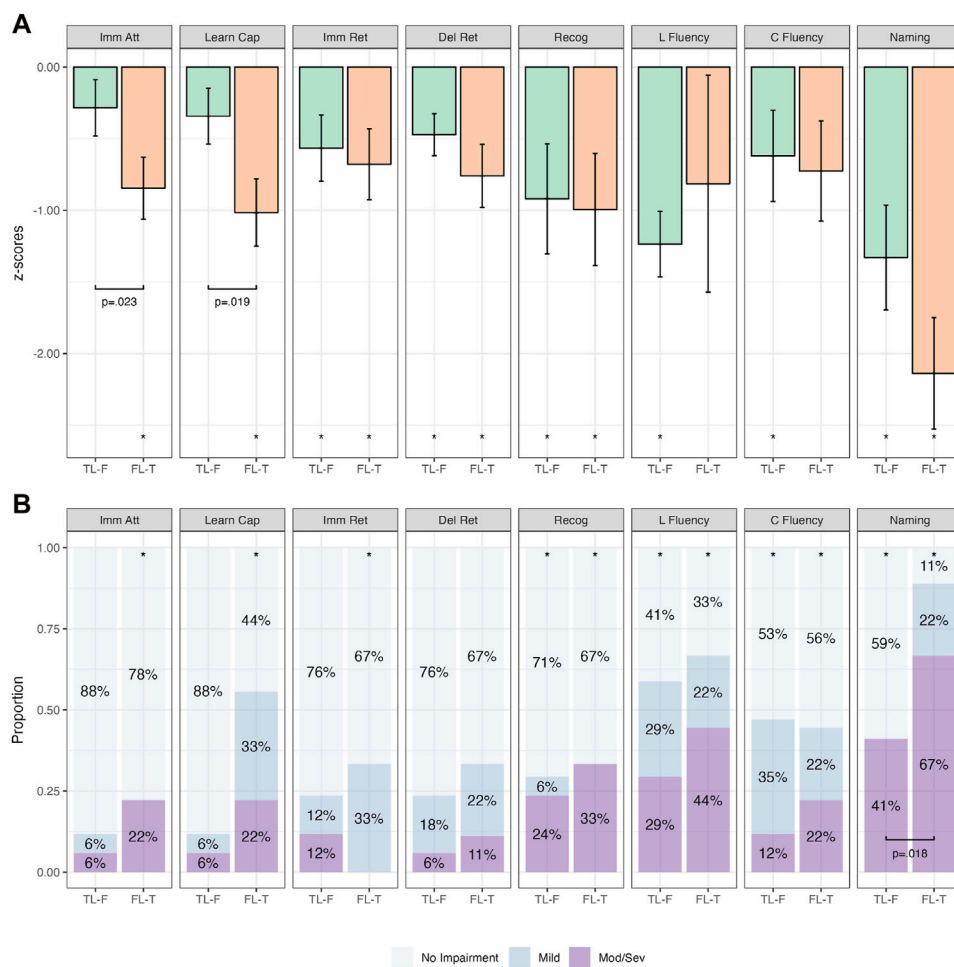 A
Imm Att Learn Cap Imm Ret Del Ret Recog L Fluency C Fluency Naming
0.00
-1.00
z-scores
p=.023 p=.019
-2.00
* * * * * * * * * * *
TL-F FL-T TL-F FL-T TL-F FL-T TL-F FL-T TL-F FL-T TL-F FL-T TL-F FL-T TL-F FL-T
B
Imm Att Learn Cap Imm Ret Del Ret Recog L Fluency C Fluency Naming
1.00
* * * * * * * * * * *
11%
44% 41% 33% 22%
0.75
78% 76% 67% 76% 67% 71% 67% 53% 56% 59%
88% 88%
0.50
Proportion
33% 29% 22% 35% 22% 67%
0.25
6% 41%
22% 12% 33% 18% 22% 24% 33% 29% 44% 22%
p=.018
6% 6% 22% 12% 11% 12%
6% 6% 6%
0.00
TL-F FL-T TL-F FL-T TL-F FL-T TL-F FL-T TL-F FL-T TL-F FL-T TL-F FL-T TL-F FL-T
No Impairment Mild Mod/Sev